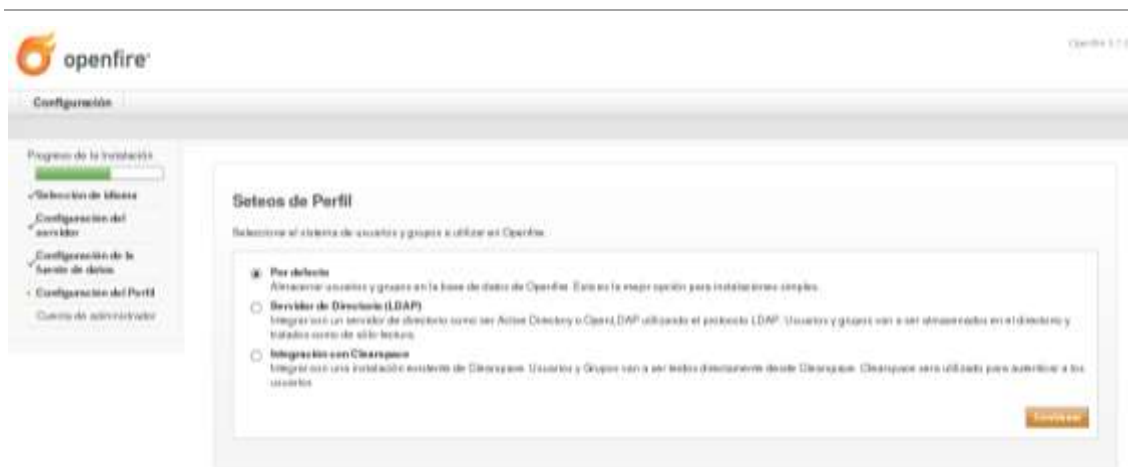 openfire
Openfire 3.7.
Configuración
Progreso de la Instalación
Selección de idioma
Configuración del
servidor
Configuración de la
fuente de datos
Configuración del Perfil
Cuenta de administrador
Seteos de Perfil
Seleccione el sistema de usuarios y grupos a utilizar en Openfire.
Por defecto
Almacenar usuarios y grupos en la base de datos de Openfire. Esta es la mejor opción para instalaciones simples.
Servidor de Directorio (LDAP)
Integrar con un servidor de directorio como ser Active Directory o OpenLDAP utilizando el protocolo LDAP. Usuarios y grupos van a ser almacenados en el directorio y
tratados como de sólo lectura.
Integración con Clearspace
Integrar con una instalación existente de Clearspace. Usuarios y Grupos van a ser leidos directamente desde Clearspace. Clearspace será utilizado para autenticar a los
usuarios.
Continuar